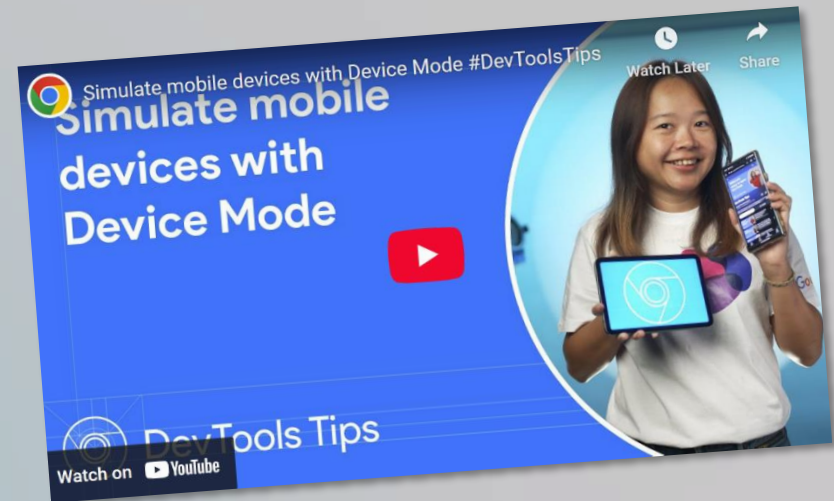 Simulate mobile devices with Device Mode #DevToolsTips
Watch Later
Share
Simulate mobile
devices with
Device Mode
Go
DevTools Tips
Watch on YouTube